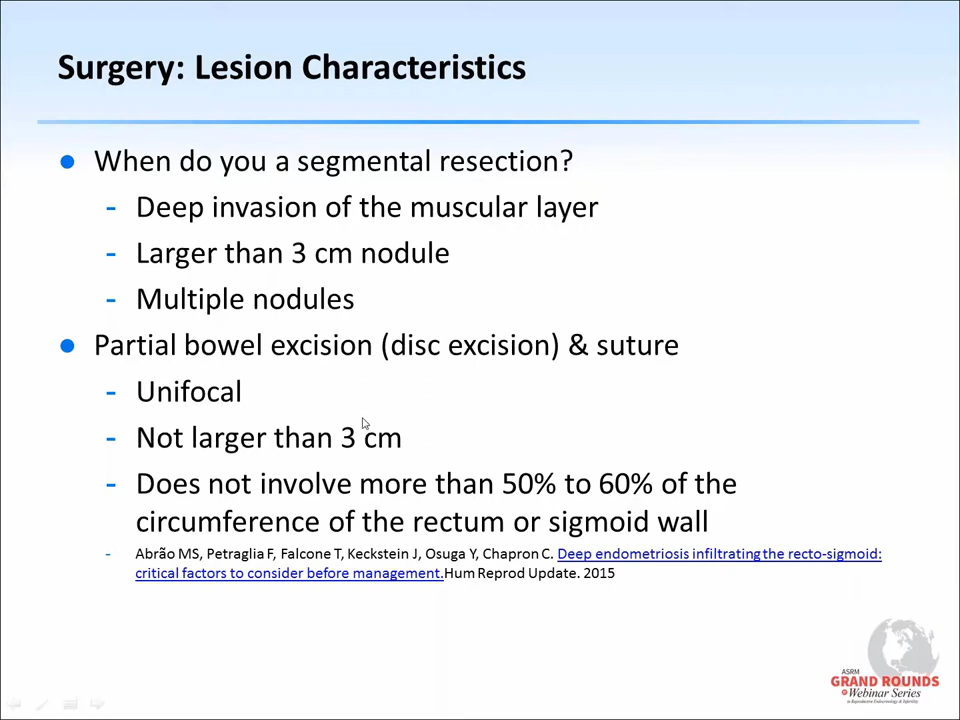 Surgery: Lesion Characteristics
When do you a segmental resection?
- Deep invasion of the muscular layer
- Larger than 3 cm nodule
- Multiple nodules
Partial bowel excision (disc excision) & suture
- Unifocal
- Not larger than 3 cm
- Does not involve more than 50% to 60% of the
circumference of the rectum or sigmoid wall
- Abrão MS, Petraglia F, Falcone T, Keckstein J, Osuga Y, Chapron C. Deep endometriosis infiltrating the recto-sigmoid:
critical factors to consider before management.Hum Reprod Update. 2015
ASRM
GRAND ROUNDS
Webinar Series
in Reproductive Endocrinology & Infertility